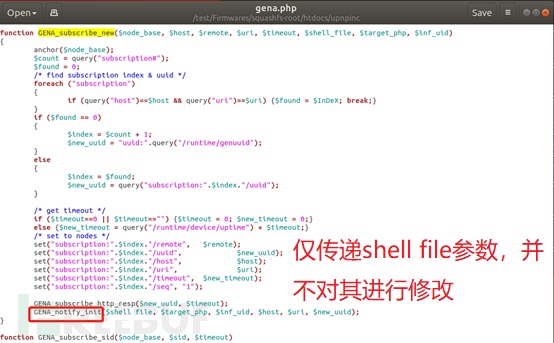 Open
gena.php
/test/Firmwares/squashfs-root/htdocs/upnpinc
Save
function GENA_subscribe_new($node_base, $host, $remote, $uri, $timeout, $shell_file, $target_php, $inf_uid)
{
anchor($node_base);
$count = query("subscription#");
$found = 0;
/* find subscription index & uuid */
foreach ("subscription")
{
if (query("host")==$host && query("uri")==$uri) {$found = $InDeX; break;}
}
if ($found == 0)
{
$index = $count + 1;
$new_uuid = "uuid:".query("/runtime/genuuid");
}
else
{
$index = $found;
$new_uuid = query("subscription:".$index."/uuid");
}
/* get timeout */
if ($timeout==0 || $timeout=="") {$timeout = 0; $new_timeout = 0;}
else {$new_timeout = query("/runtime/device/uptime") + $timeout;}
/* set to nodes */
set("subscription:".$index."/remote", $remote);
set("subscription:".$index."/uuid", $new_uuid);
set("subscription:".$index."/host", $host);
set("subscription:".$index."/uri", $uri);
set("subscription:".$index."/timeout", $new_timeout);
set("subscription:".$index."/seq", "1");
仅传递shell file参数，并
不对其进行修改
GENA_subscribe_http_resp($new_uuid, $timeout);
GENA_notify_init($shell_file, $target_php, $inf_uid, $host, $uri, $new_uuid);
}
FREEBUF
function GENA_subscribe_sid($node_base, $sid, $timeout)